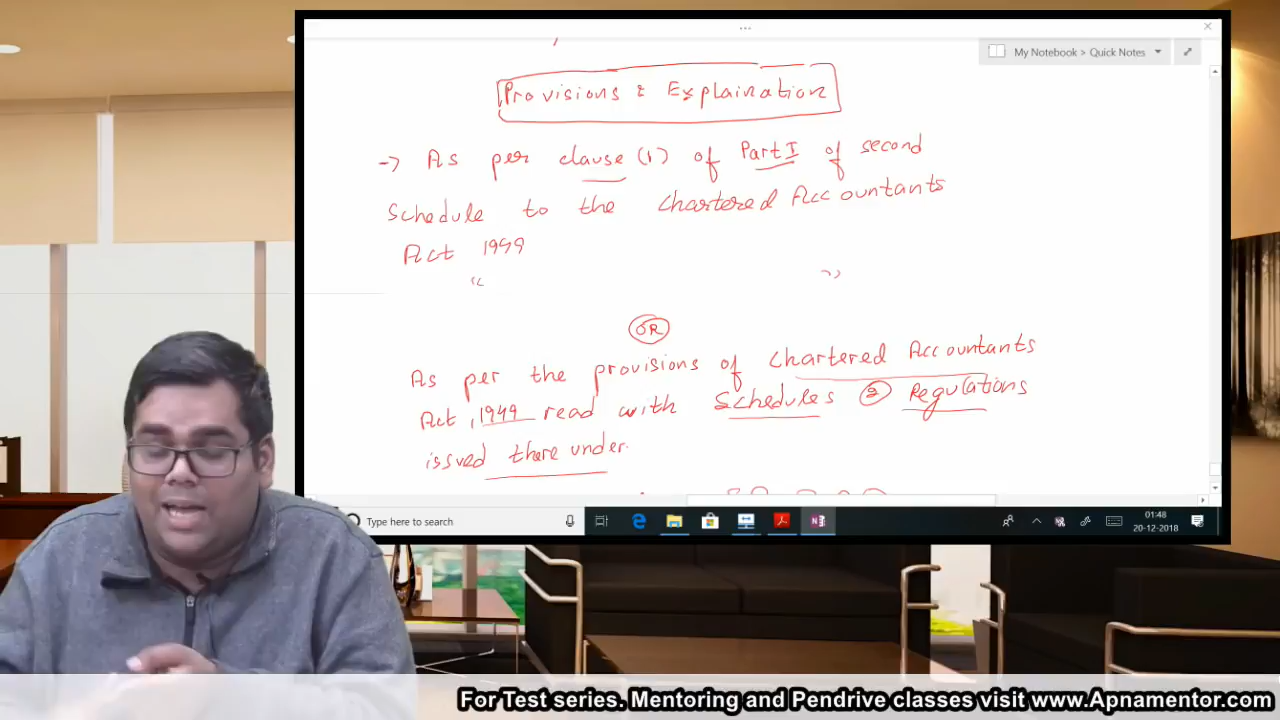 My Notebook > Quick Notes
Provisions & Explaination
→ As per clause (1) of Part I of second
Schedule to the Chartered Accountants
Act 1949
“ ”
OR
As per the provisions of Chartered Accountants
Act, 1949 read with Schedules & Regulations
issued there under.
Type here to search
01:48
20-12-2018
For Test series. Mentoring and Pendrive classes visit www.Apnamentor.com